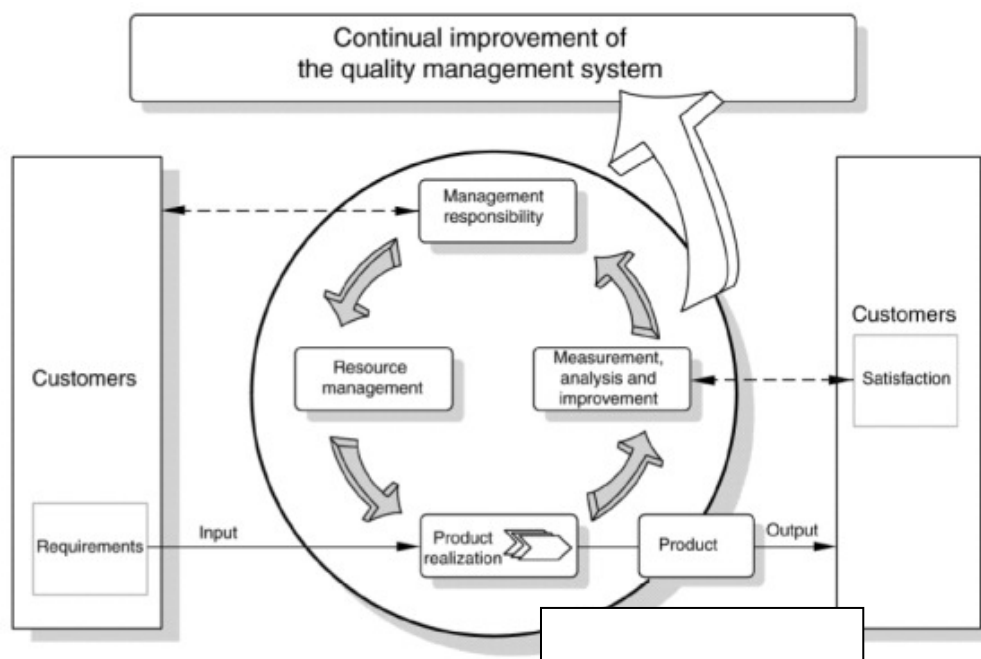 Continual improvement of
the quality management system
Management
responsibility
Customers
Resource
management
Measurement,
analysis and
improvement
Customers
Satisfaction
Requirements
Input
Product
realization
Product
Output